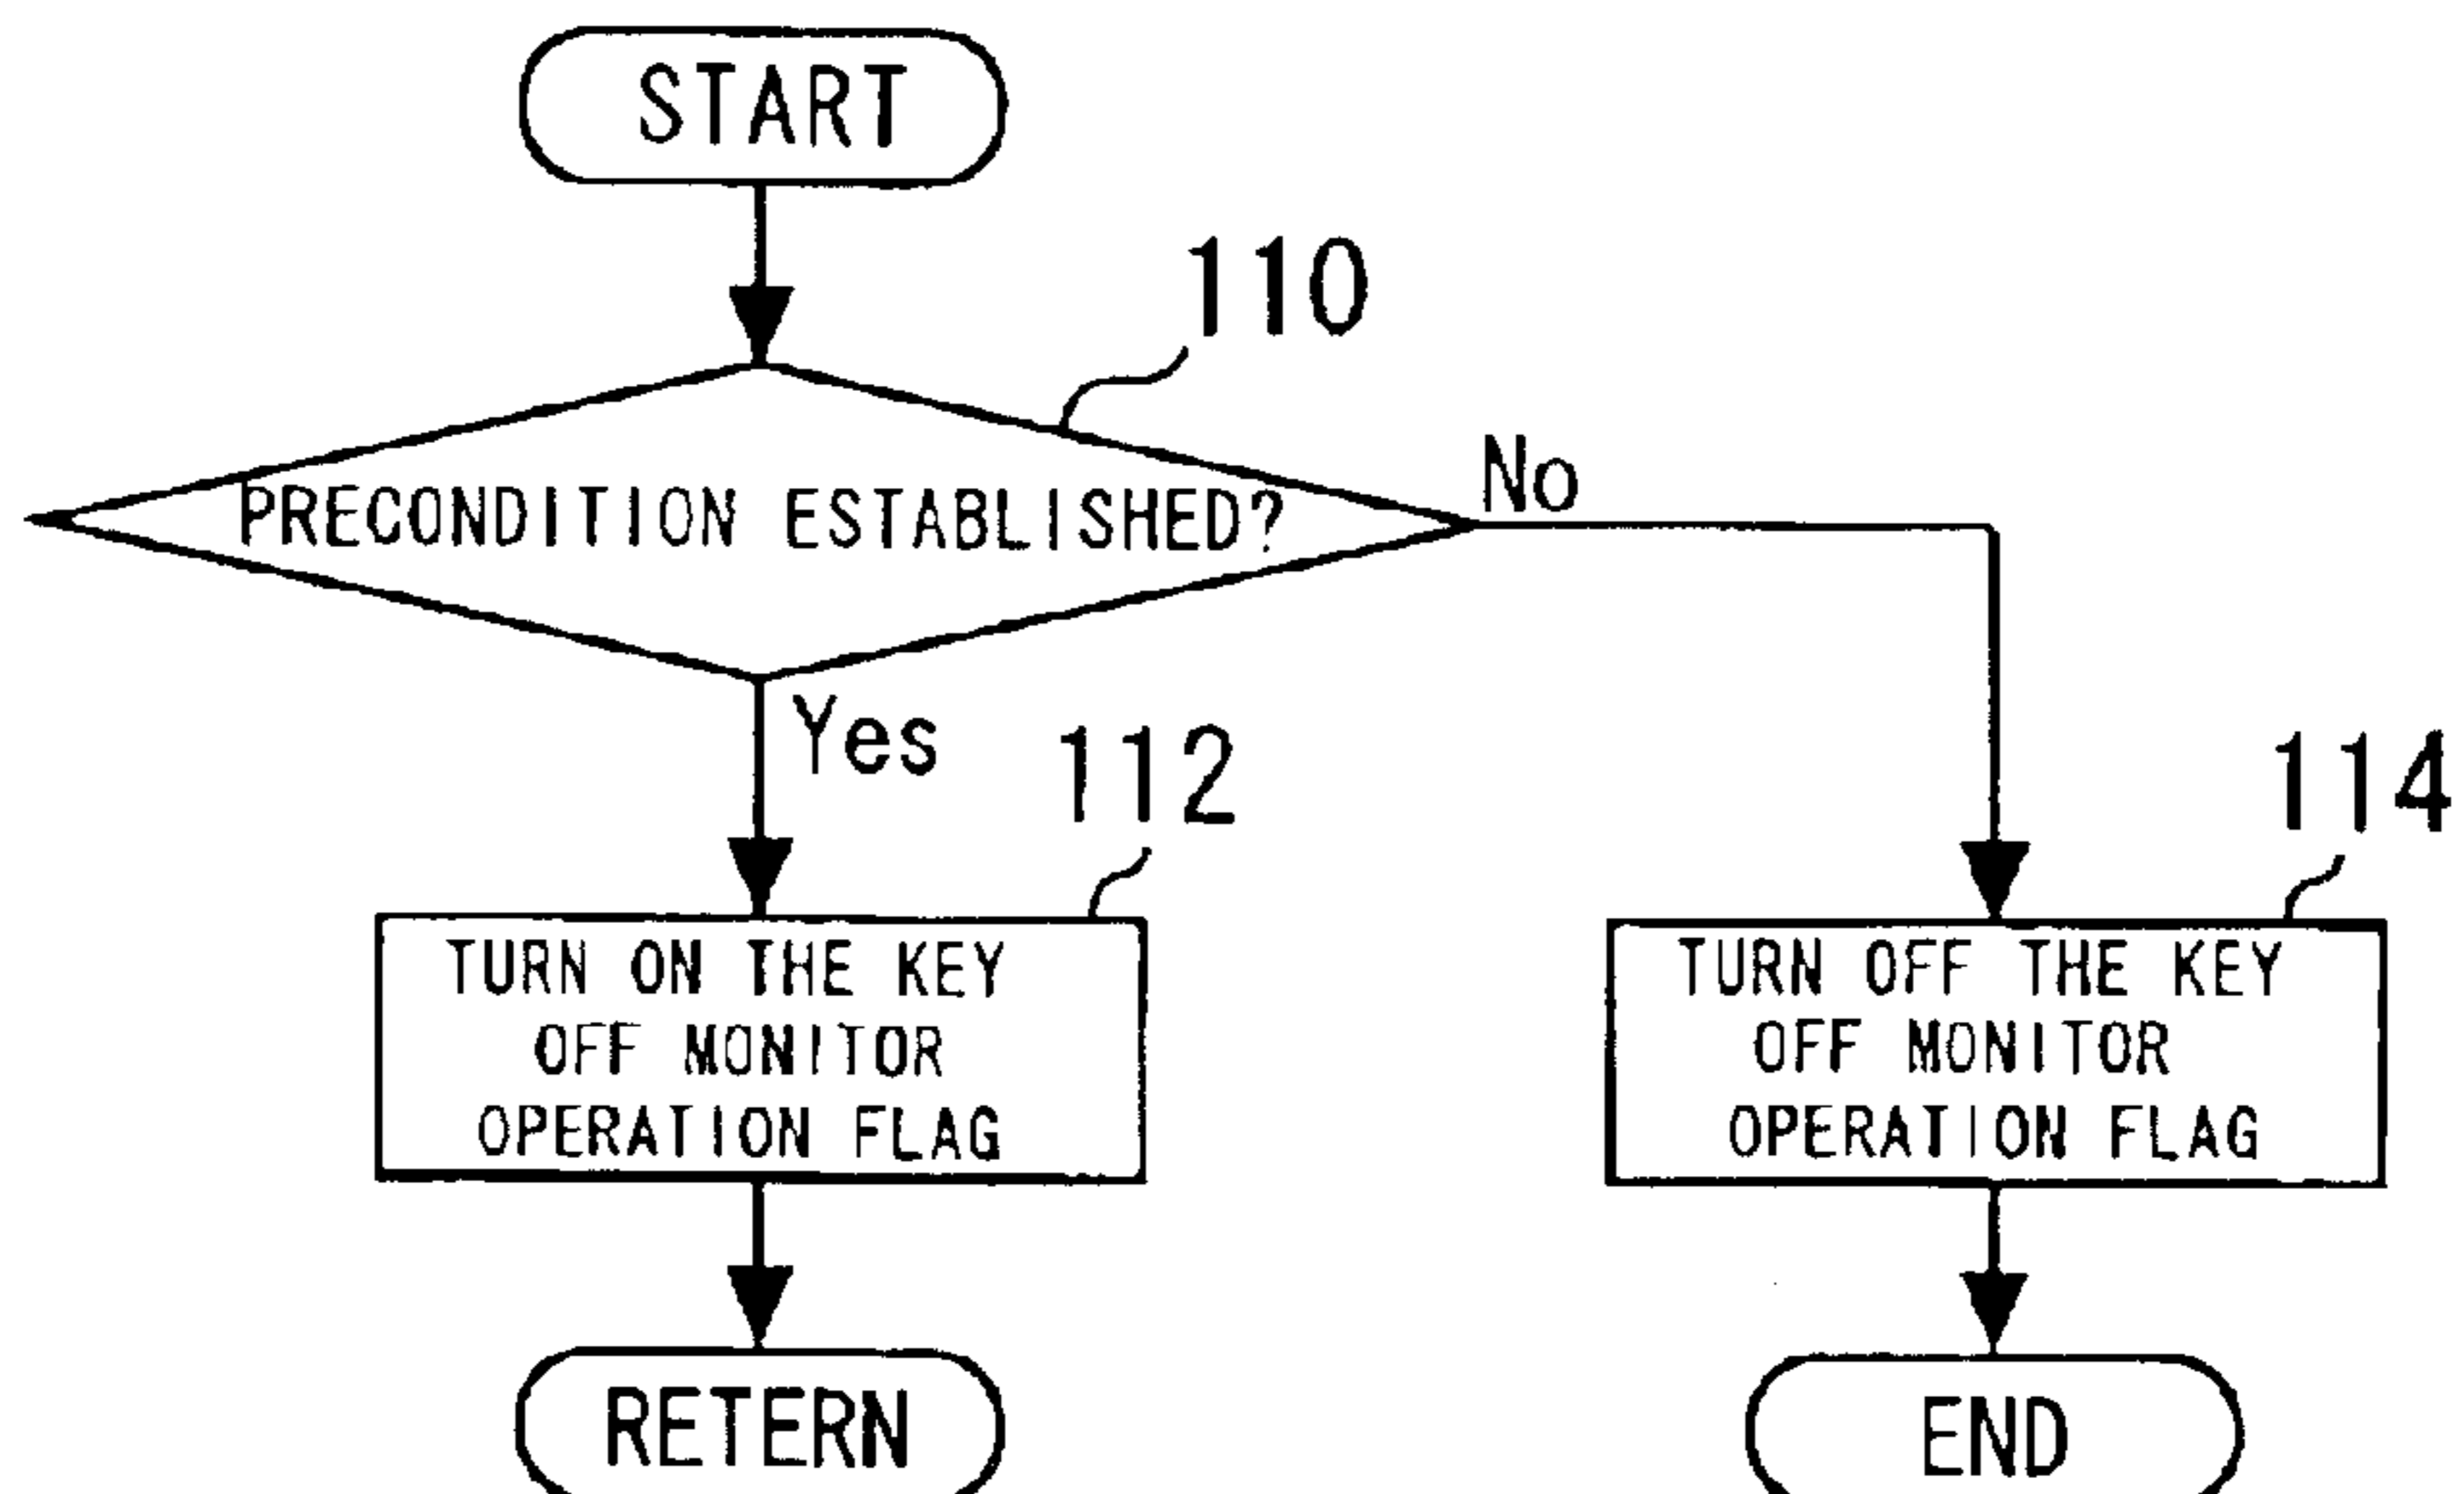 START
110
PRECONDITION ESTABLISHED?
No
Yes
112
114
TURN ON THE KEY
OFF MONITOR
OPERATION FLAG
TURN OFF THE KEY
OFF MONITOR
OPERATION FLAG
RETERN
END